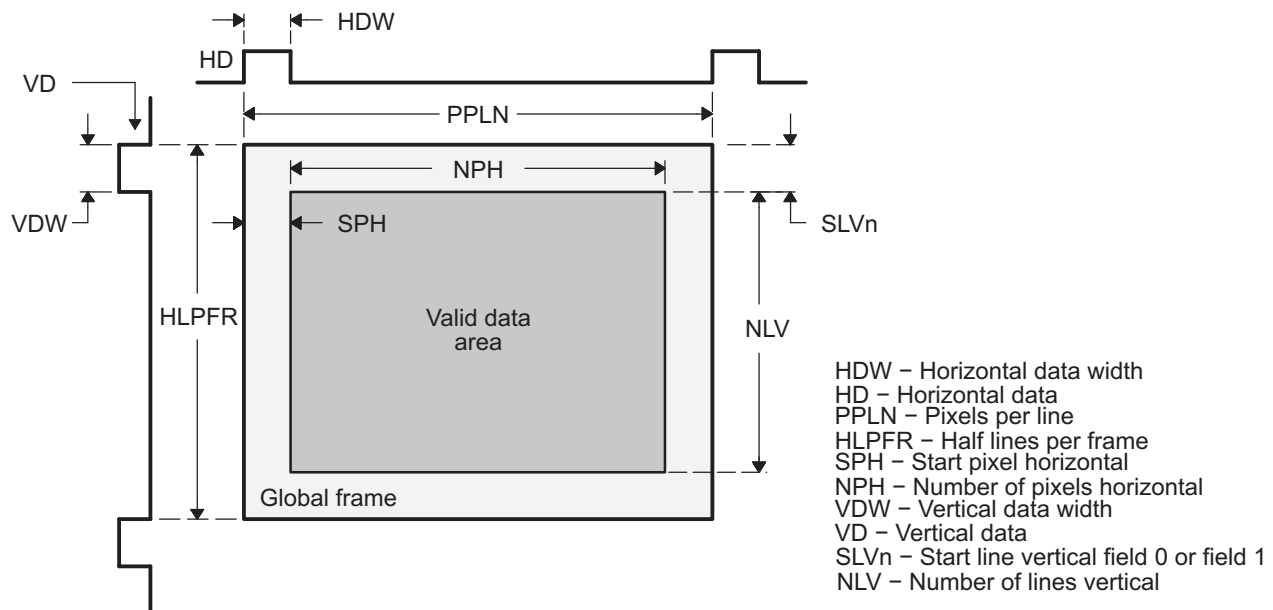 HDW
HD
VD
PPLN
NPH
VDW
SPH
SLVn
HLPFR
Valid data
area
NLV
Global frame
HDW − Horizontal data width
HD − Horizontal data
PPLN − Pixels per line
HLPFR − Half lines per frame
SPH − Start pixel horizontal
NPH − Number of pixels horizontal
VDW − Vertical data width
VD − Vertical data
SLVn − Start line vertical field 0 or field 1
NLV − Number of lines vertical